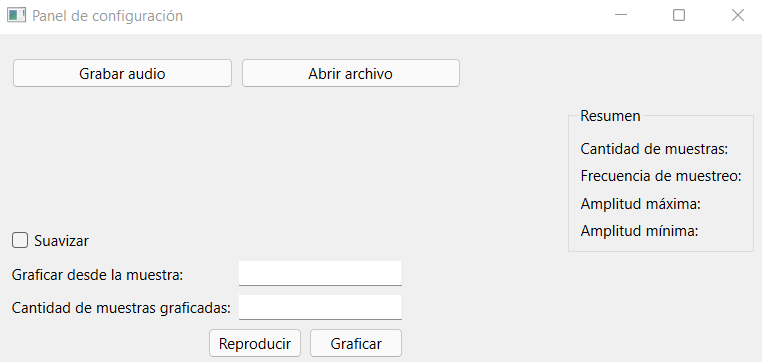 Panel de configuración
Grabar audio
Abrir archivo
Resumen
Cantidad de muestras:
Frecuencia de muestreo:
Amplitud máxima:
Amplitud mínima:
Suavizar
Graficar desde la muestra:
Cantidad de muestras graficadas:
Reproducir
Graficar